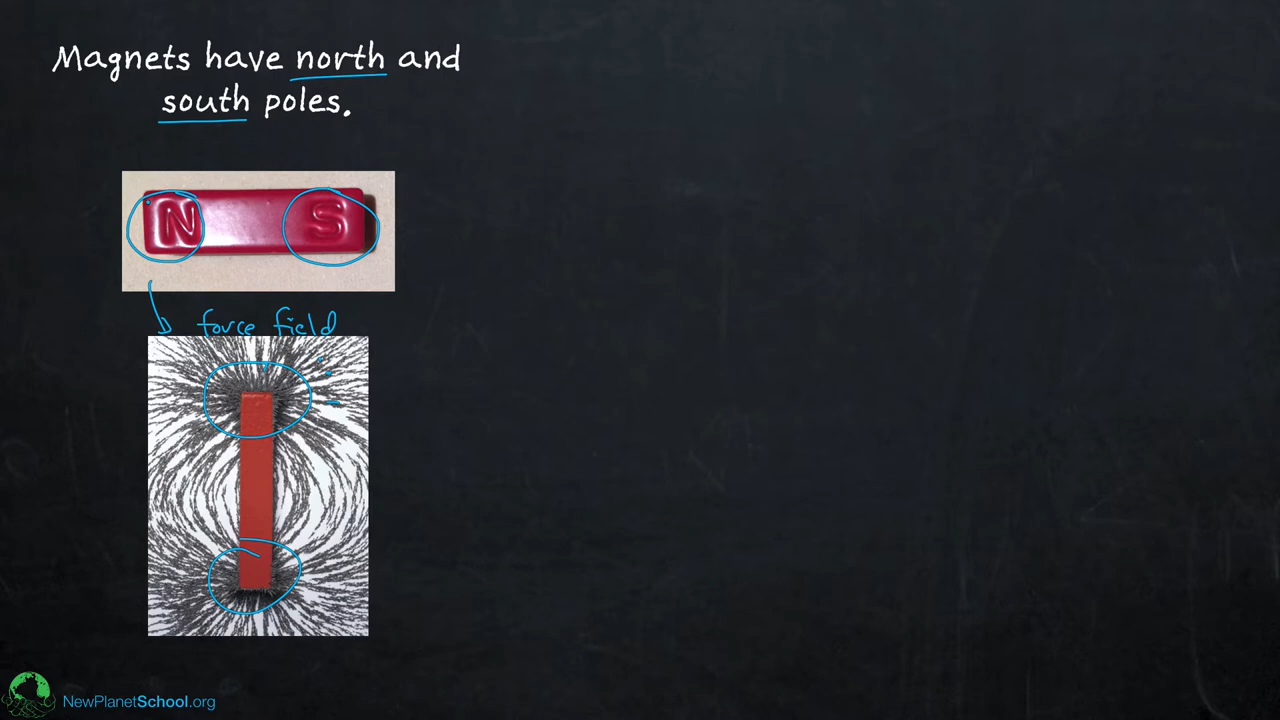 Magnets have north and
south poles.
N S
force field
NewPlanetSchool.org